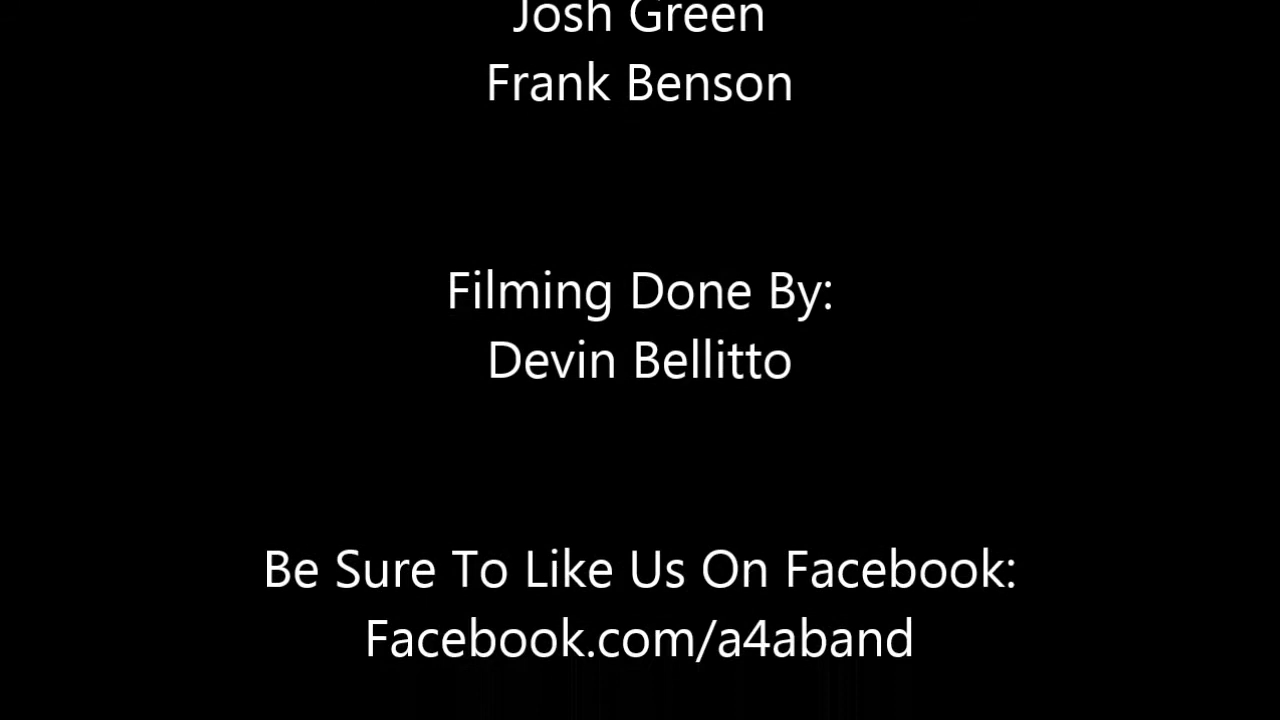 Josh Green
Frank Benson
Filming Done By:
Devin Bellitto
Be Sure To Like Us On Facebook:
Facebook.com/a4aband